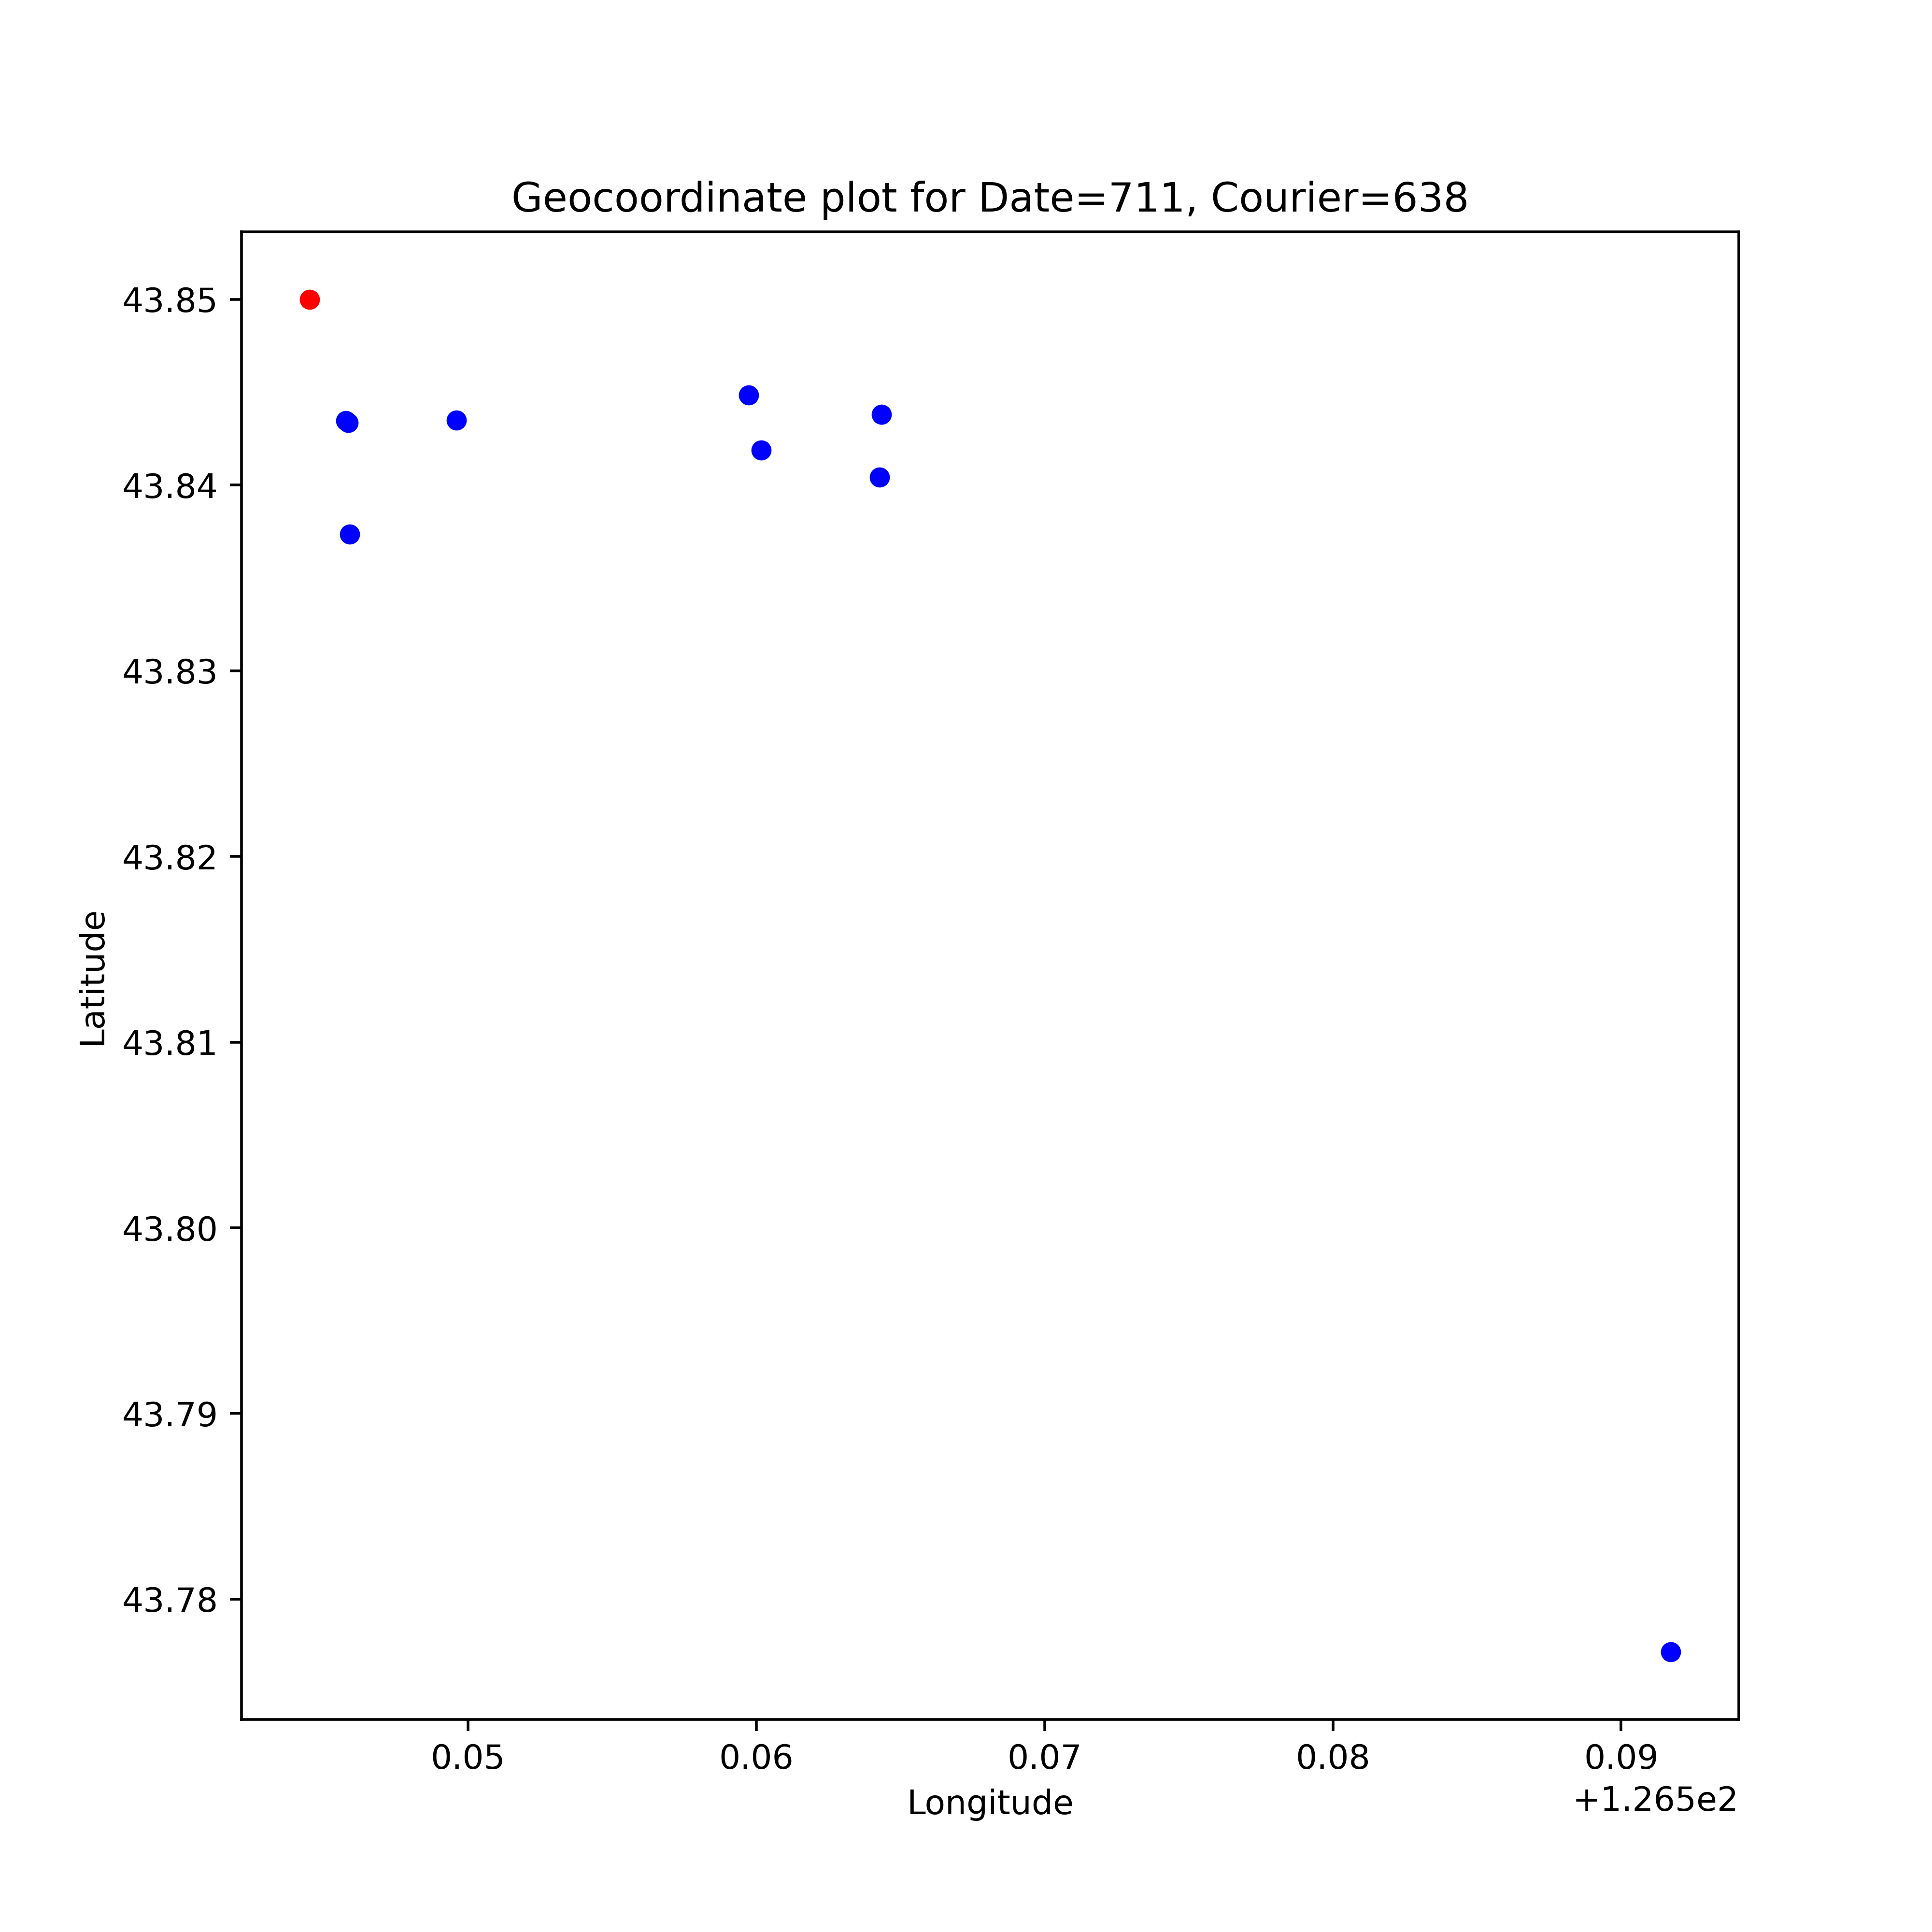 Geocoordinate plot for Date=711, Courier=638
43.85
43.84
43.83
43.82
43.81
43.80
43.79
43.78
Latitude
0.05 0.06 0.07 0.08 0.09
Longitude
+1.265e2